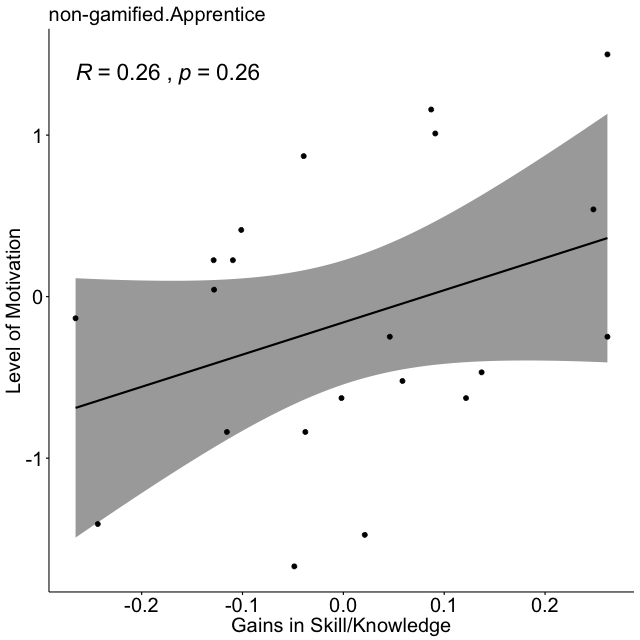 non-gamified.Apprentice
R = 0.26 , p = 0.26
Level of Motivation
1
0
-1
-0.2 -0.1 0.0 0.1 0.2
Gains in Skill/Knowledge